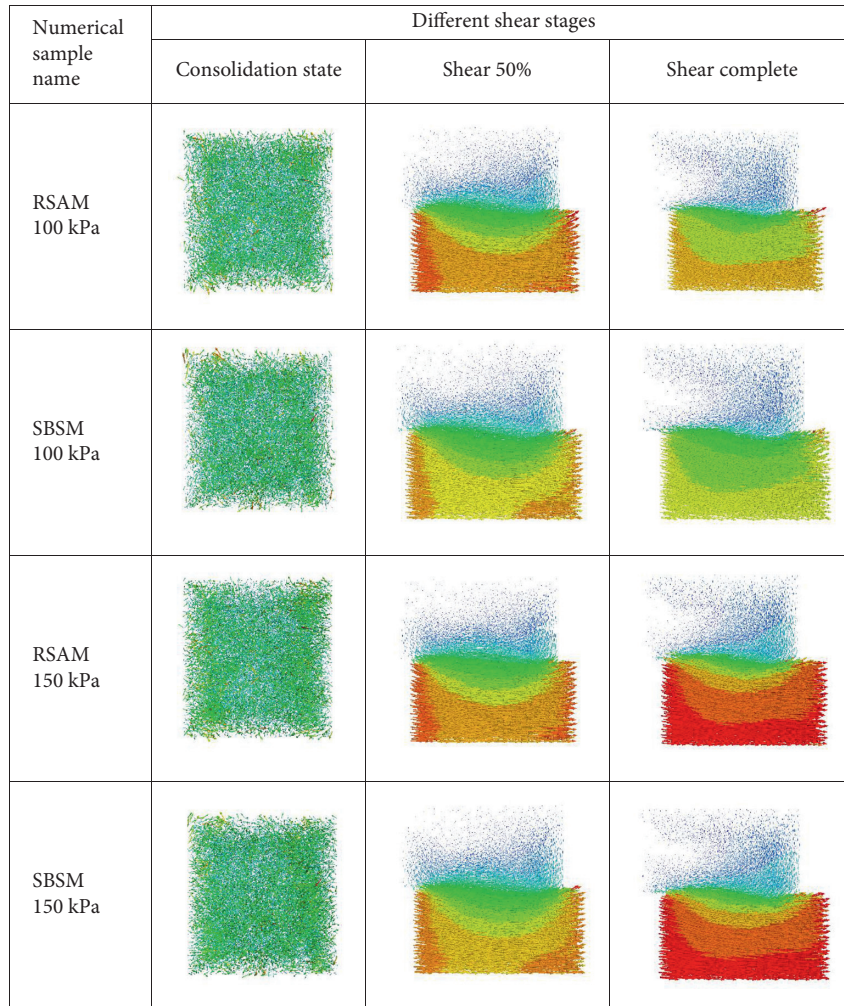 Numerical
sample
name
Different shear stages
Consolidation state
Shear 50%
Shear complete
RSAM
100 kPa
SBSM
100 kPa
RSAM
150 kPa
SBSM
150 kPa